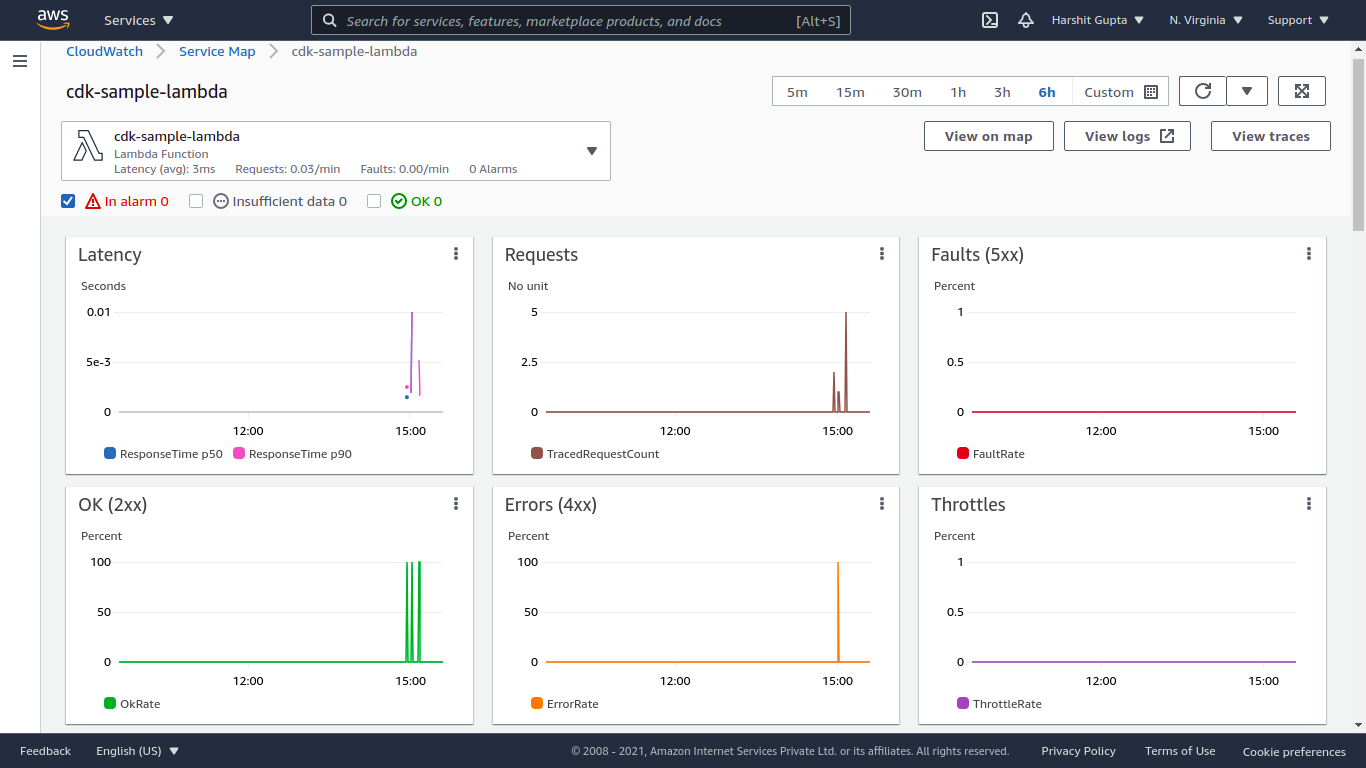 aws Services Search for services, features, marketplace products, and docs [Alt+S] Harshit Gupta N. Virginia Support
CloudWatch Service Map cdk-sample-lambda
cdk-sample-lambda 5m 15m 30m 1h 3h 6h Custom
cdk-sample-lambda
Lambda Function
Latency (avg): 3ms Requests: 0.03/min Faults: 0.00/min 0 Alarms
View on map View logs View traces
In alarm 0 Insufficient data 0 OK 0
Latency
Seconds
0.01
5e-3
0
12:00 15:00
ResponseTime p50 ResponseTime p90
Requests
No unit
5
2.5
0
12:00 15:00
TracedRequestCount
Faults (5xx)
Percent
1
0.5
0
12:00 15:00
FaultRate
OK (2xx)
Percent
100
50
0
12:00 15:00
OkRate
Errors (4xx)
Percent
100
50
0
12:00 15:00
ErrorRate
Throttles
Percent
1
0.5
0
12:00 15:00
ThrottleRate
Feedback English (US) © 2008 - 2021, Amazon Internet Services Private Ltd. or its affiliates. All rights reserved. Privacy Policy Terms of Use Cookie preferences